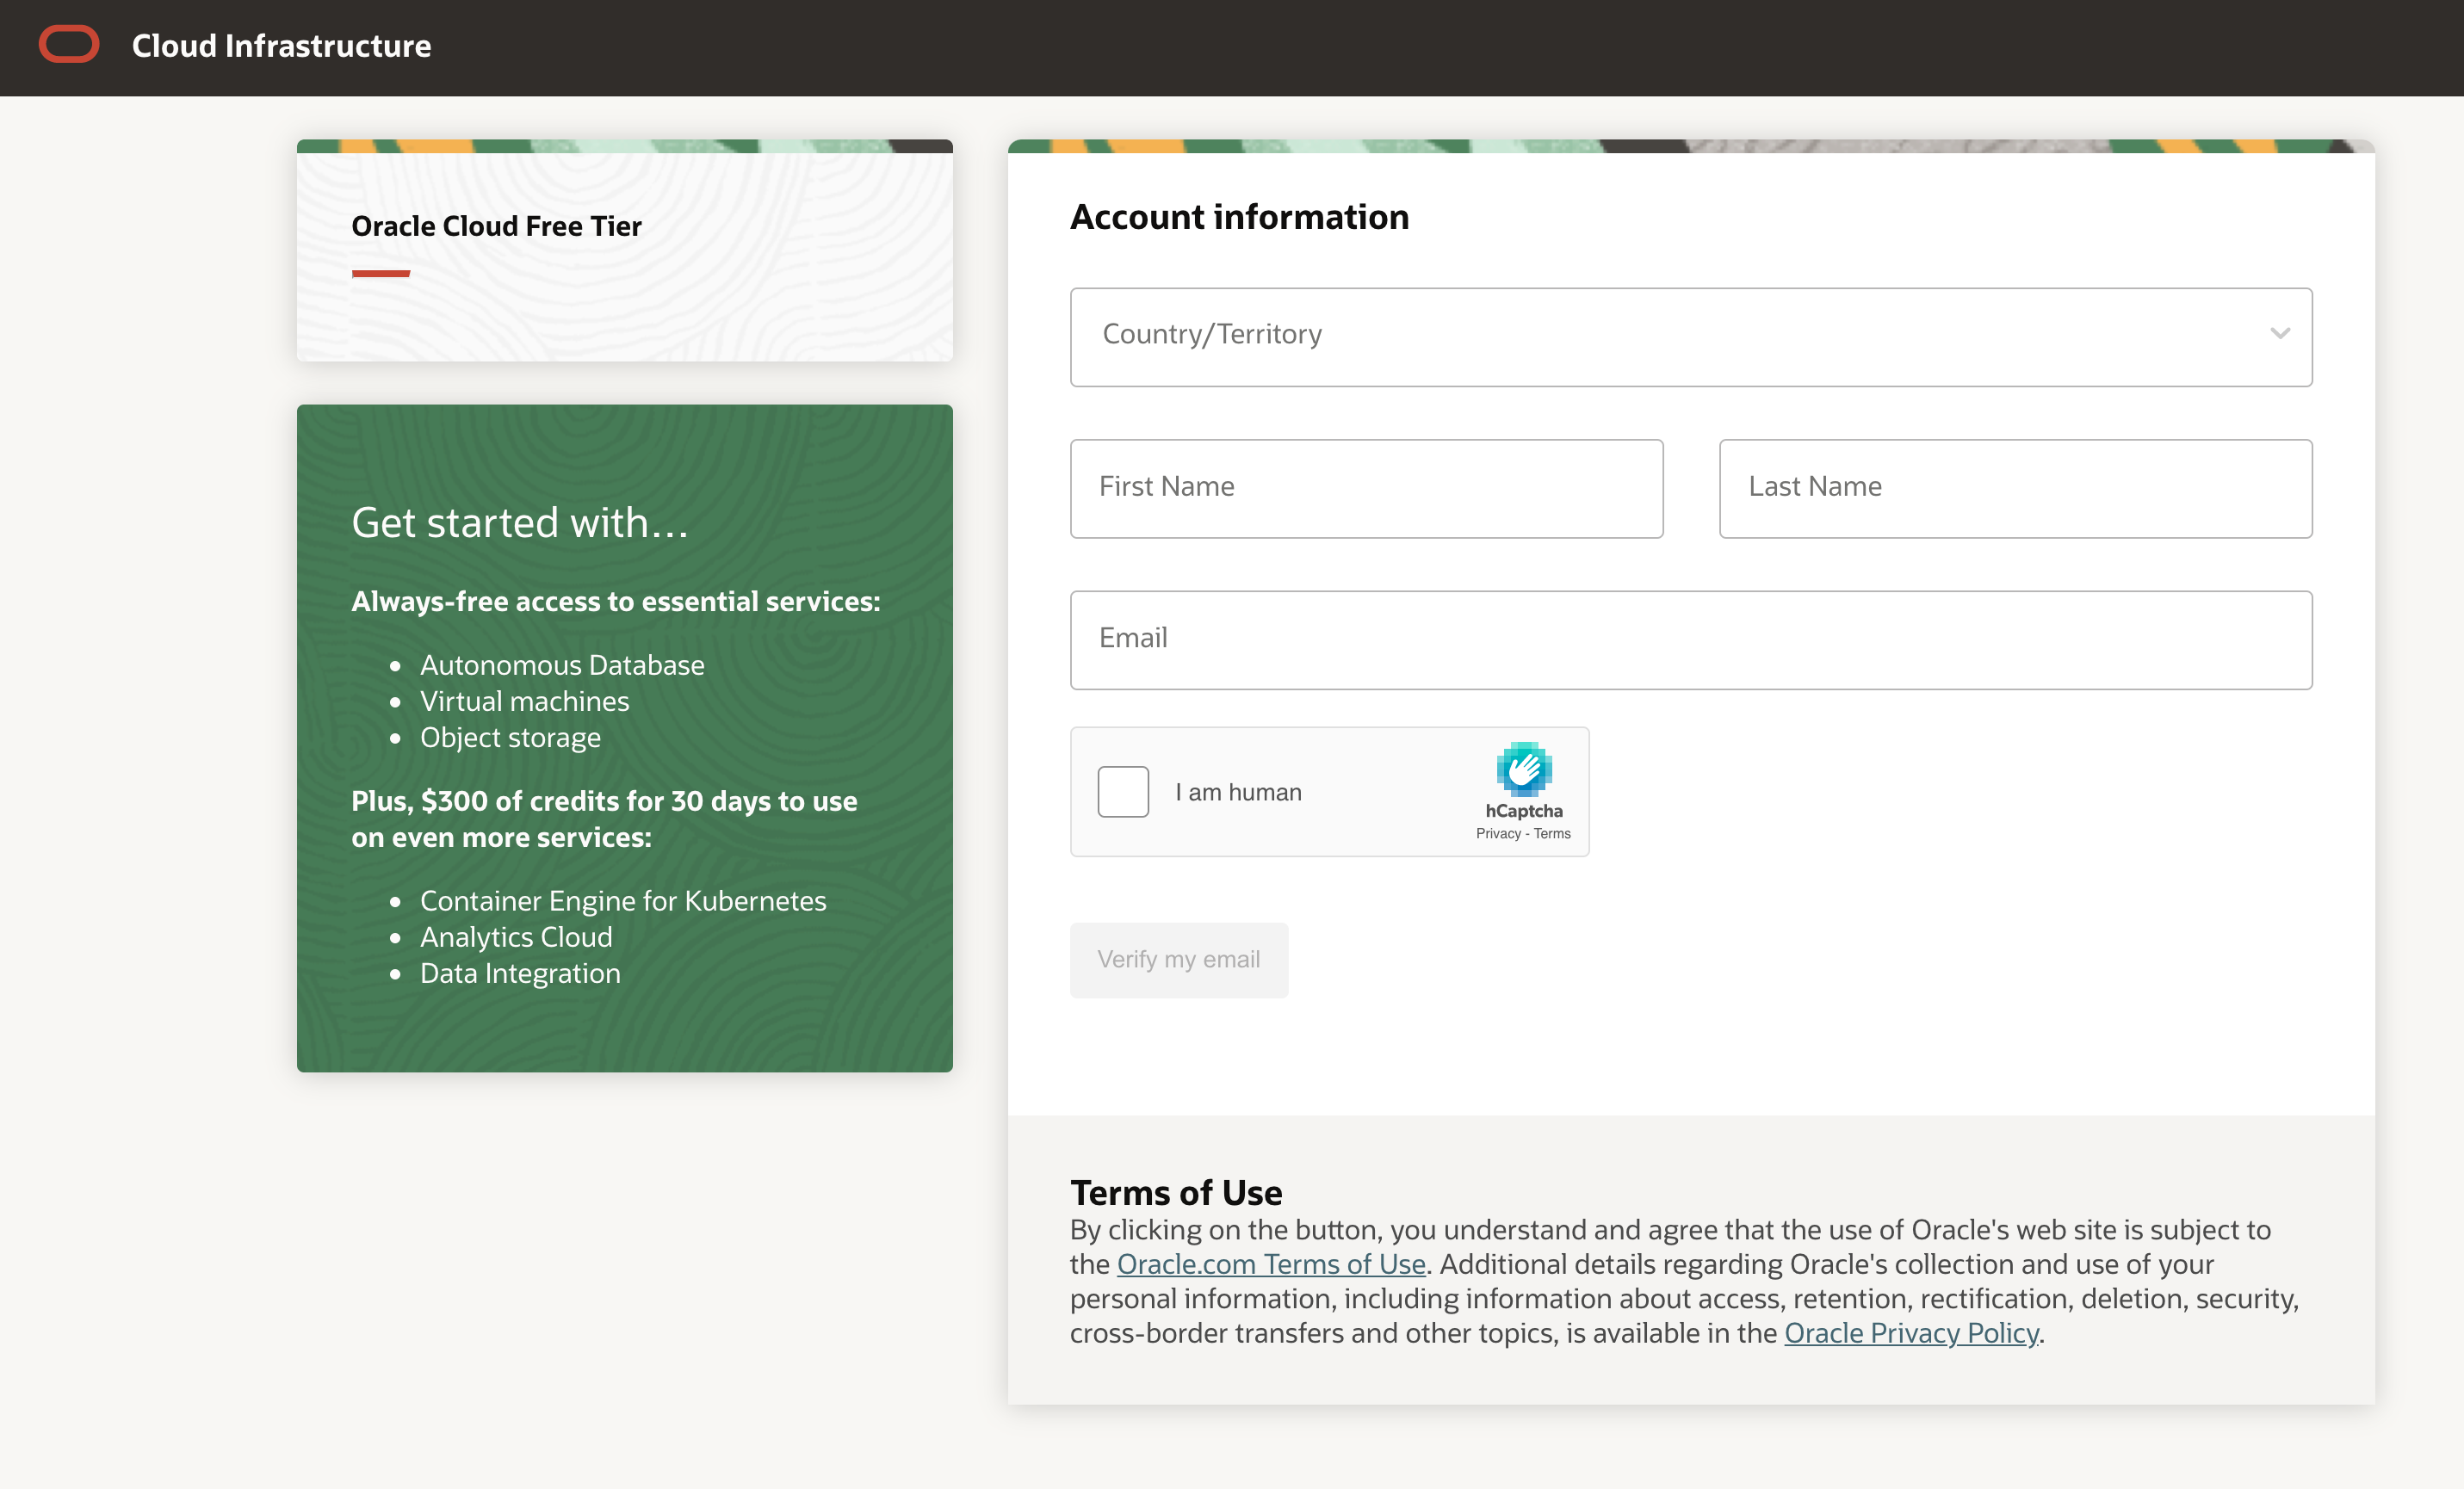 Cloud Infrastructure
Oracle Cloud Free Tier
Get started with...
Always-free access to essential services:
Autonomous Database
Virtual machines
Object storage
Plus, $300 of credits for 30 days to use
on even more services:
Container Engine for Kubernetes
Analytics Cloud
Data Integration
Account information
Country/Territory
First Name
Last Name
Email
I am human
hCaptcha
Privacy - Terms
Verify my email
Terms of Use
By clicking on the button, you understand and agree that the use of Oracle's web site is subject to
the Oracle.com Terms of Use. Additional details regarding Oracle's collection and use of your
personal information, including information about access, retention, rectification, deletion, security,
cross-border transfers and other topics, is available in the Oracle Privacy Policy.